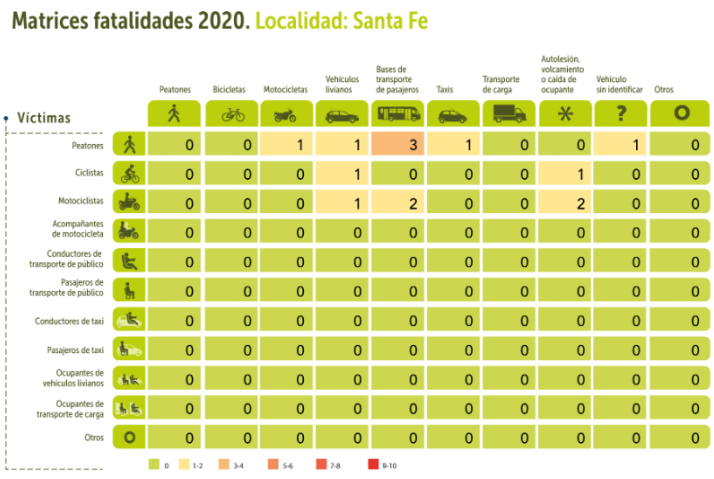 Matrices fatalidades 2020. Localidad: Santa Fe
Peatones
Bicicletas
Motocicletas
Vehículos
livianos
Buses de
transporte
de pasajeros
Taxis
Transporte
de carga
Autolesión,
volcamiento
o caída de
ocupante
Vehículo
sin identificar
Otros
Víctimas
?
Peatones 0 0 1 1 3 1 0 0 1 0
Ciclistas 0 0 0 1 0 0 0 1 0 0
Motociclistas 0 0 0 1 2 0 0 2 0 0
Acompañantes
de motocicleta 0 0 0 0 0 0 0 0 0 0
Conductores de
transporte de público 0 0 0 0 0 0 0 0 0 0
Pasajeros de
transporte de público 0 0 0 0 0 0 0 0 0 0
Conductores de taxi 0 0 0 0 0 0 0 0 0 0
Pasajeros de taxi 0 0 0 0 0 0 0 0 0 0
Ocupantes de
vehículos livianos 0 0 0 0 0 0 0 0 0 0
Ocupantes de
transporte de carga 0 0 0 0 0 0 0 0 0 0
Otros 0 0 0 0 0 0 0 0 0 0
0 1-2 3-4 5-6 7-8 9-10